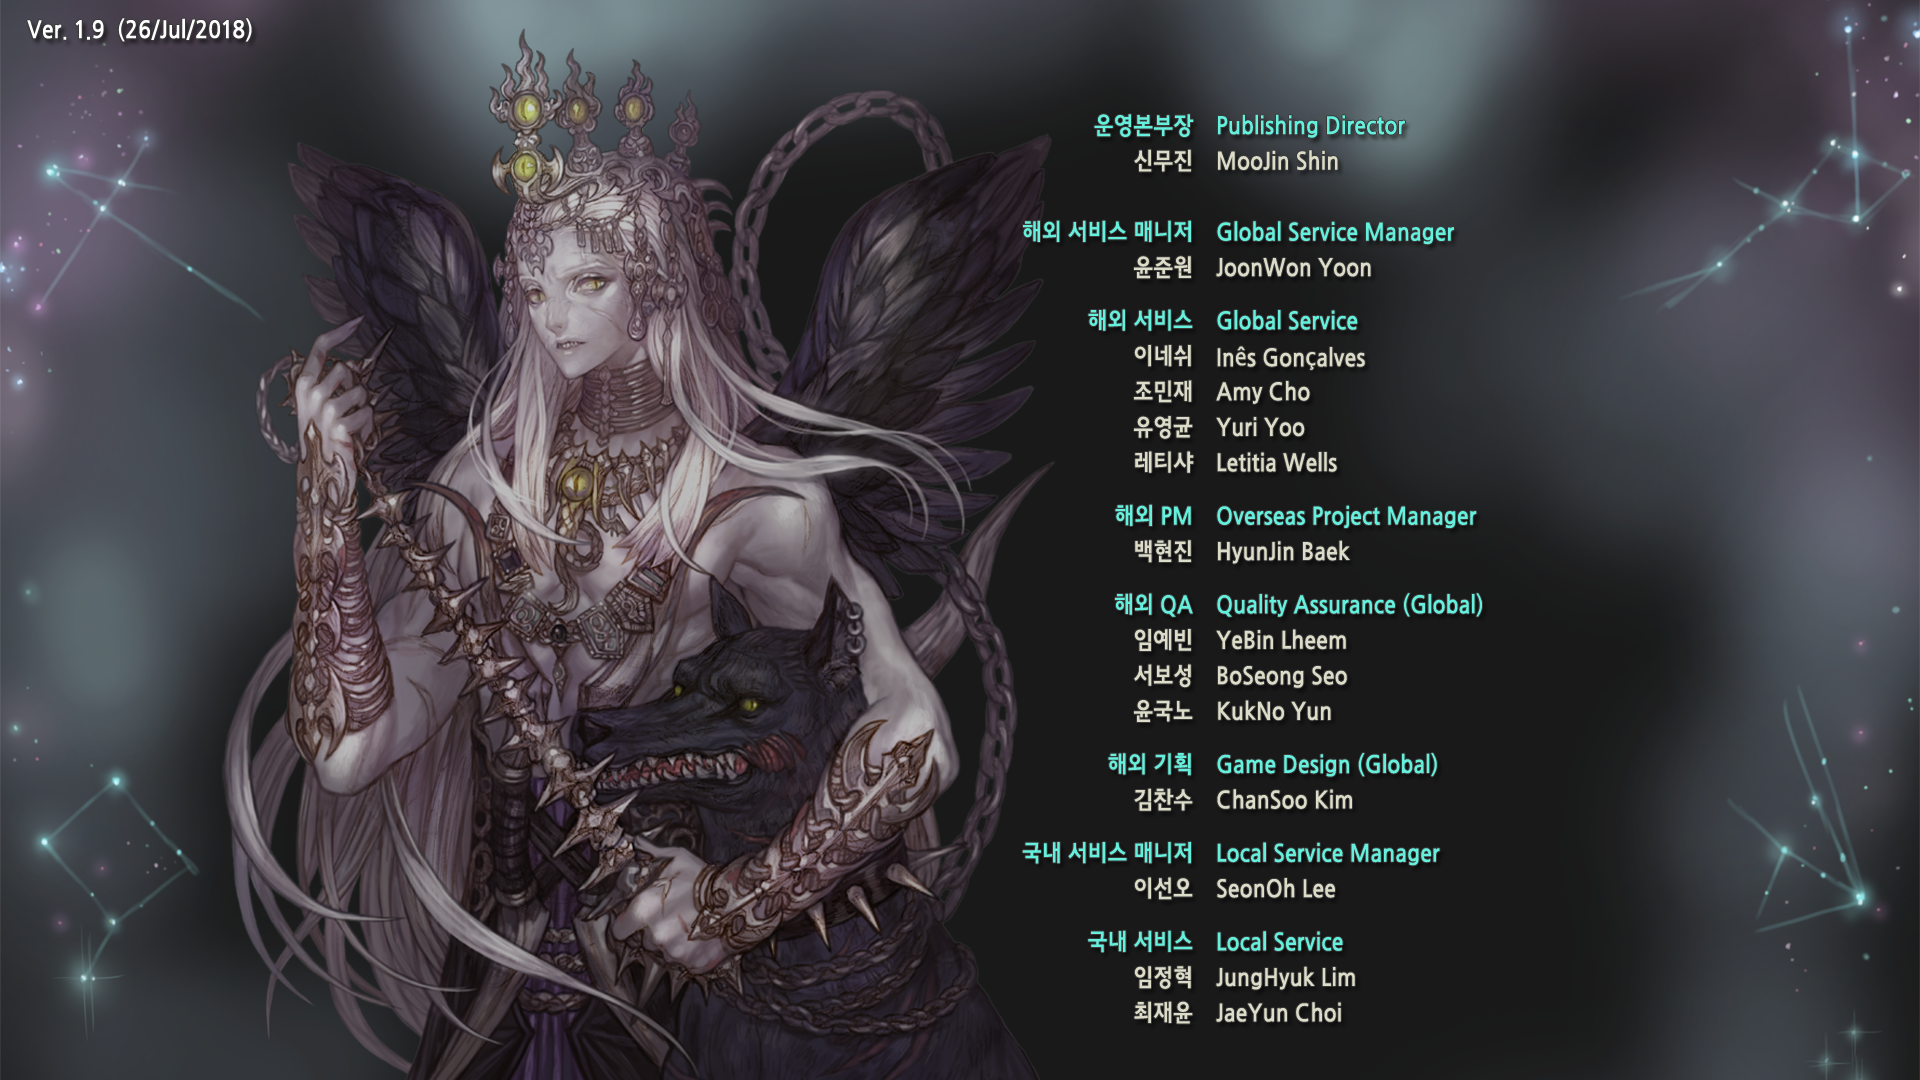 Ver. 1.9 (26/Jul/2018)
운영본부장 Publishing Director
신무진 MooJin Shin
해외 서비스 매니저 Global Service Manager
윤준원 JoonWon Yoon
해외 서비스 Global Service
이네쉬 Inês Gonçalves
조민재 Amy Cho
유영균 Yuri Yoo
레티샤 Letitia Wells
해외 PM Overseas Project Manager
백현진 HyunJin Baek
해외 QA Quality Assurance (Global)
임예빈 YeBin Lheem
서보성 BoSeong Seo
윤국노 KukNo Yun
해외 기획 Game Design (Global)
김찬수 ChanSoo Kim
국내 서비스 매니저 Local Service Manager
이선오 SeonOh Lee
국내 서비스 Local Service
임정혁 JungHyuk Lim
최재윤 JaeYun Choi